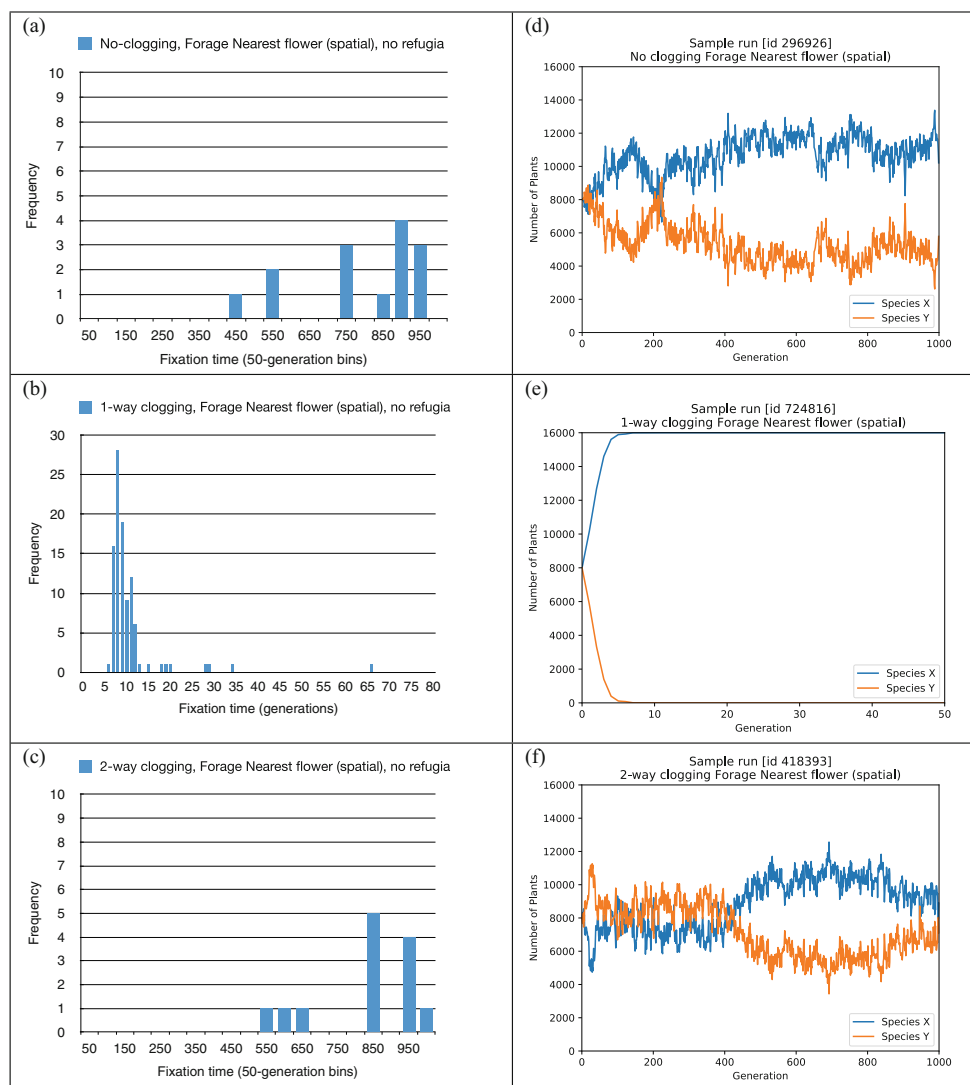 (a)
No-clogging, Forage Nearest flower (spatial), no refugia
10
9
8
7
6
5
4
3
2
1
0
Frequency
50 150 250 350 450 550 750 850 950
Fixation time (50-generation bins)
(d)
Sample run [id 296926]
No clogging Forage Nearest flower (spatial)
16000
14000
12000
10000
8000
6000
4000
2000
0
Number of Plants
Species X
Species Y
0 200 400 600 800 1000
Generation
(b)
1-way clogging, Forage Nearest flower (spatial), no refugia
30
25
20
15
10
5
0
Frequency
0 5 10 15 20 25 30 35 40 45 50 55 60 65 70 75 80
Fixation time (generations)
(e)
Sample run [id 724816]
1-way clogging Forage Nearest flower (spatial)
16000
14000
12000
10000
8000
6000
4000
2000
0
Number of Plants
Species X
Species Y
0 10 20 30 40 50
Generation
(c)
2-way clogging, Forage Nearest flower (spatial), no refugia
10
9
8
7
6
5
4
3
2
1
0
Frequency
50 150 250 350 450 550 650 750 850 950
Fixation time (50-generation bins)
(f)
Sample run [id 418393]
2-way clogging Forage Nearest flower (spatial)
16000
14000
12000
10000
8000
6000
4000
2000
0
Number of Plants
Species X
Species Y
0 200 400 600 800 1000
Generation